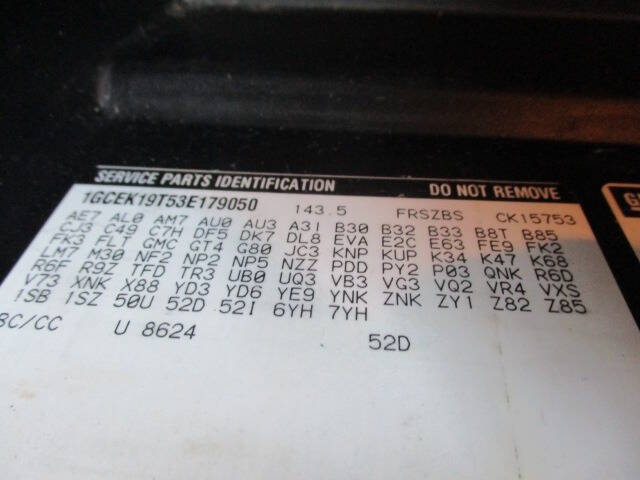 SERVICE PARTS IDENTIFICATION DO NOT REMOVE
1GCEK19T53E179050 143.5 FRSZBS CK15753
AE7 AL0 AM7 AU0 AU3 A31 B30 B32 B33 B8T B85
CJ3 C49 C7H DF5 DK7 DL8 EVA E2C E63 FE9 FK2
FK3 FLT GMC GT4 G80 JC3 KNP KUP K34 K47 K68
LM7 M30 NF2 NP2 NP5 NZZ PDD PY2 P03 QNK R6D
R6F R9Z TFD TR3 UB0 UQ3 VB3 VG3 VQ2 VR4 VXS
V73 XNK X88 YD3 YD6 YE9 YNK ZNK ZY1 Z82 Z85
1SB 1SZ 50U 52D 52I 6YH 7YH
BC/CC U 8624 52D